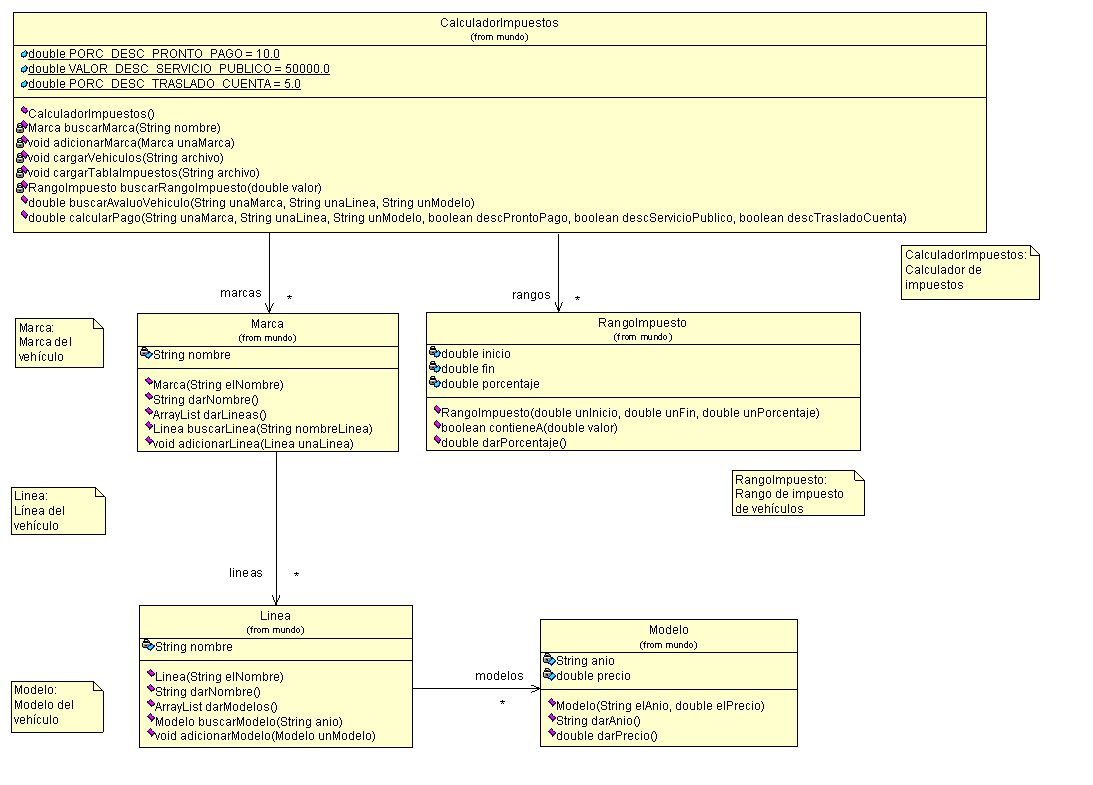 CalculadorImpuestos
(from mundo)
double PORC_DESC_PRONTO_PAGO = 10.0
double VALOR_DESC_SERVICIO_PUBLICO = 50000.0
double PORC_DESC_TRASLADO_CUENTA = 5.0
CalculadorImpuestos()
Marca buscarMarca(String nombre)
void adicionarMarca(Marca unaMarca)
void cargarVehiculos(String archivo)
void cargarTablaImpuestos(String archivo)
RangoImpuesto buscarRangoImpuesto(double valor)
double buscarAvaluoVehiculo(String unaMarca, String unaLinea, String unModelo)
double calcularPago(String unaMarca, String unaLinea, String unModelo, boolean descProntoPago, boolean descServicioPublico, boolean descTrasladoCuenta)
CalculadorImpuestos:
Calculador de
impuestos
marcas
*
rangos
*
Marca:
Marca del
vehículo
Marca
(from mundo)
String nombre
Marca(String elNombre)
String darNombre()
ArrayList darLineas()
Linea buscarLinea(String nombreLinea)
void adicionarLinea(Linea unaLinea)
RangoImpuesto
(from mundo)
double inicio
double fin
double porcentaje
RangoImpuesto(double unInicio, double unFin, double unPorcentaje)
boolean contieneA(double valor)
double darPorcentaje()
RangoImpuesto:
Rango de impuesto
de vehículos
Linea:
Línea del
vehículo
lineas
*
Linea
(from mundo)
String nombre
Linea(String elNombre)
String darNombre()
ArrayList darModelos()
Modelo buscarModelo(String anio)
void adicionarModelo(Modelo unModelo)
modelos
*
Modelo
(from mundo)
String anio
double precio
Modelo(String elAnio, double elPrecio)
String darAnio()
double darPrecio()
Modelo:
Modelo del
vehículo